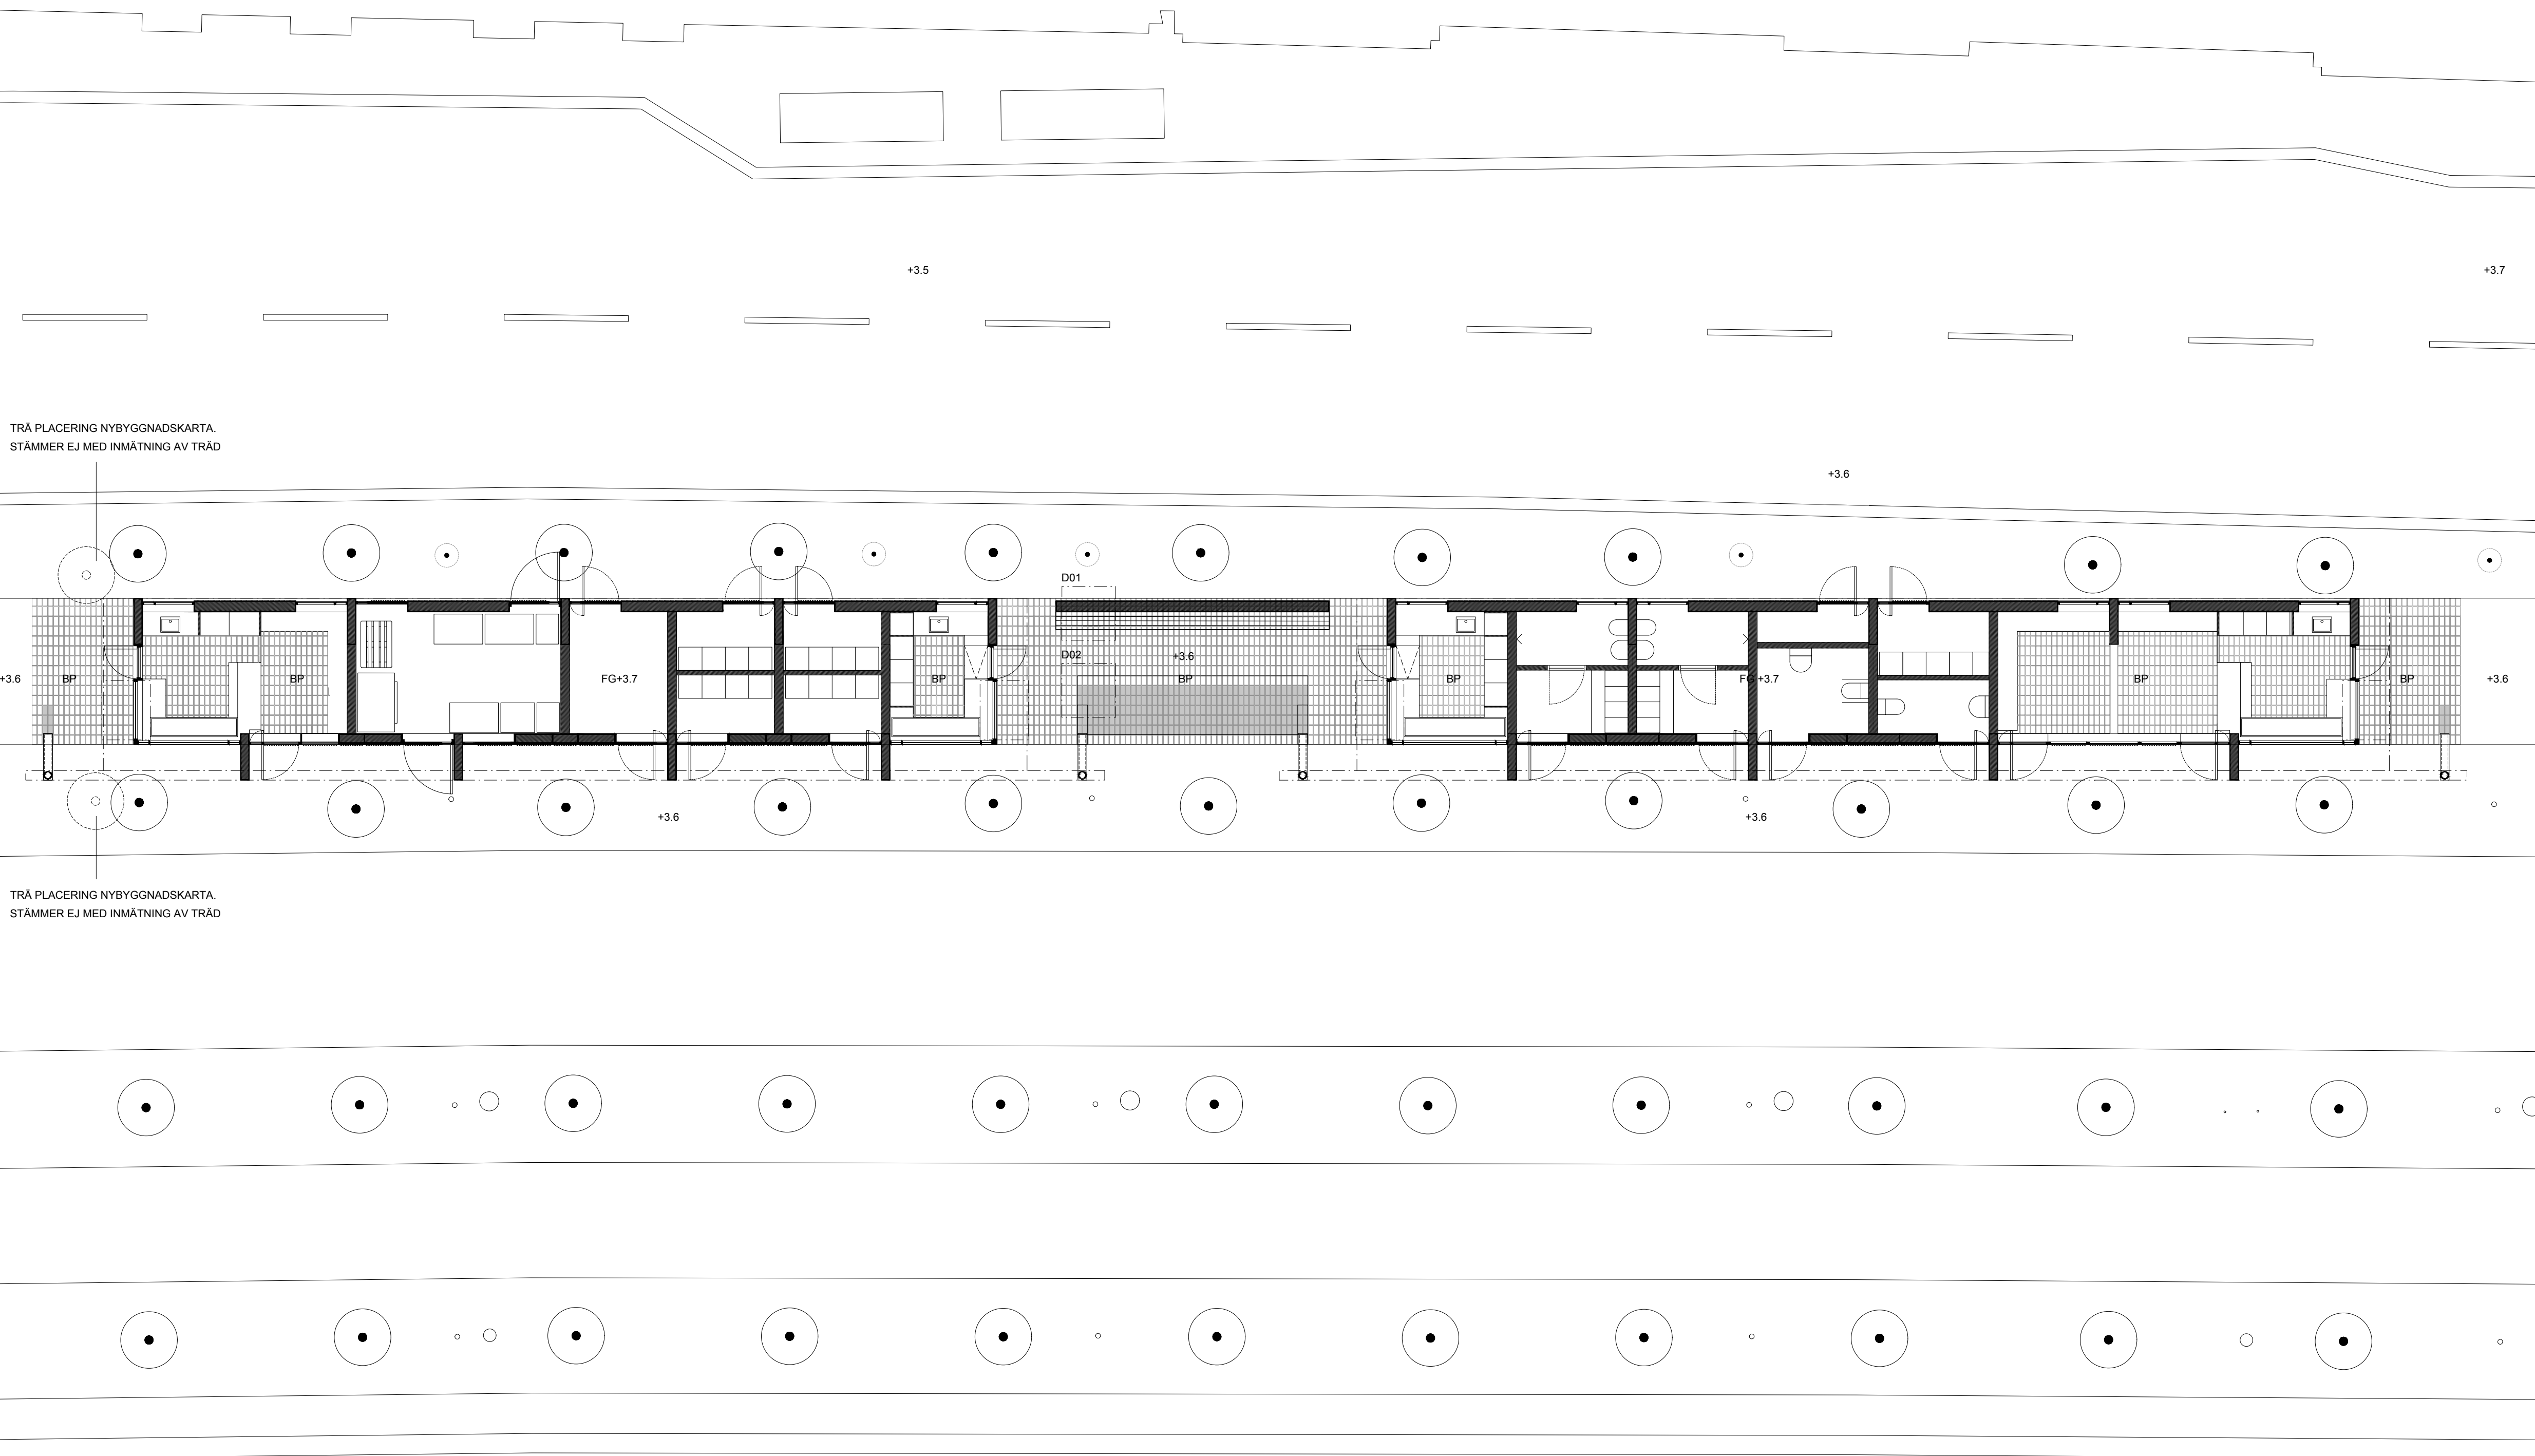 +3.5
+3.7
TRÄ PLACERING NYBYGGNADSKARTA.
STÄMMER EJ MED INMÄTNING AV TRÄD
+3.6
D01
D02
+3.6
+3.6
BP
BP
FG+3.7
BP
BP
BP
FG +3.7
BP
BP
+3.6
+3.6
+3.6
TRÄ PLACERING NYBYGGNADSKARTA.
STÄMMER EJ MED INMÄTNING AV TRÄD